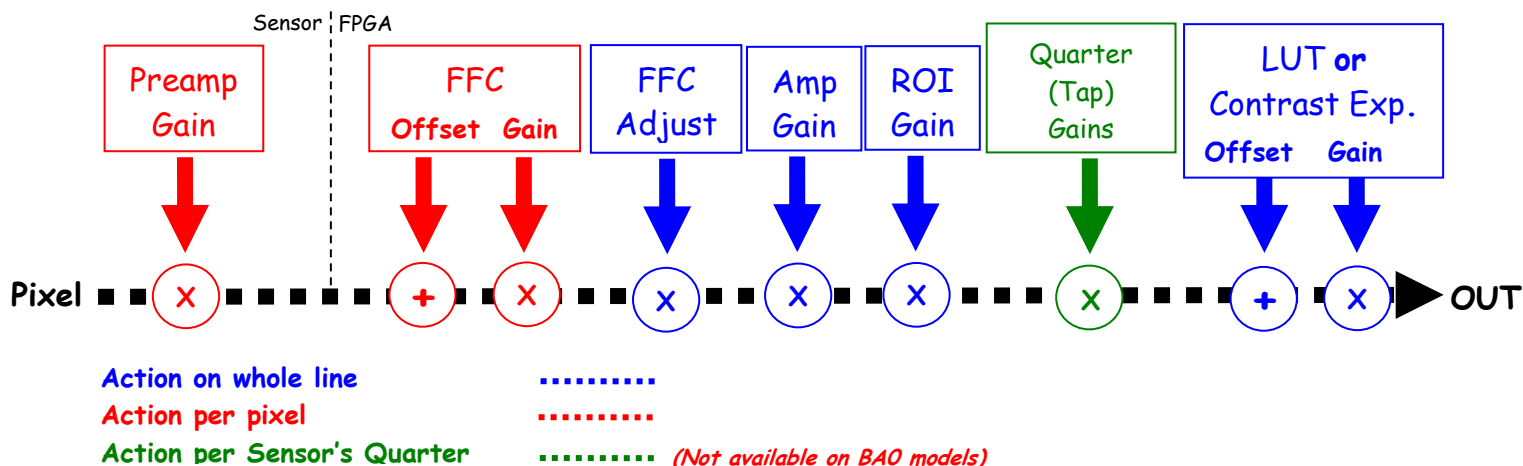 Sensor FPGA
Preamp
Gain
FFC
Offset Gain
FFC
Adjust
Amp
Gain
ROI
Gain
Quarter
(Tap)
Gains
LUT or
Contrast Exp.
Offset Gain
Pixel X + X X X X X + X OUT
Action on whole line
Action per pixel
Action per Sensor's Quarter (Not available on BA0 models)